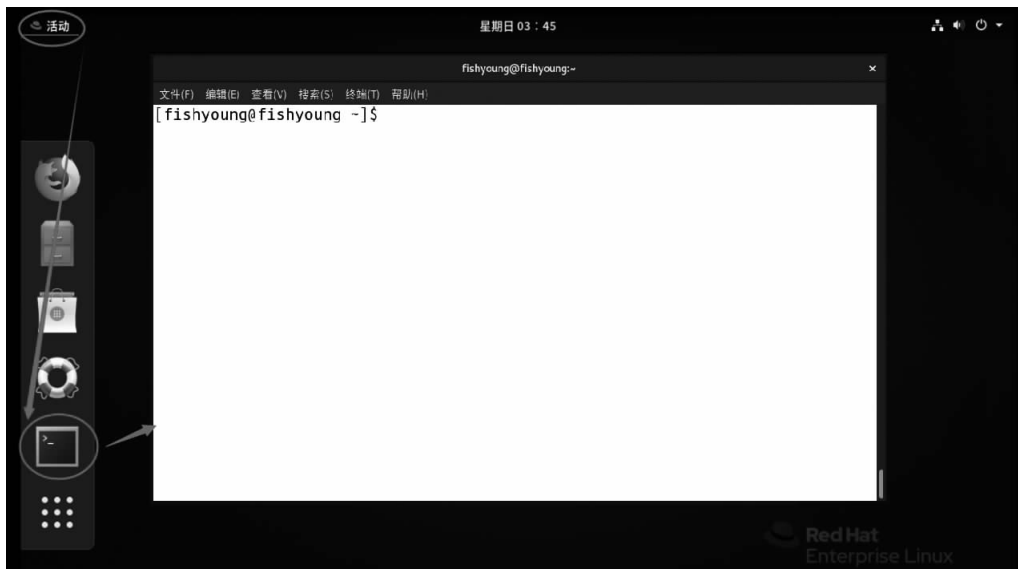 活动
星期日 03：45
fishyoung@fishyoung:~
×
文件(F) 编辑(E) 查看(V) 搜索(S) 终端(T) 帮助(H)
[fishyoung@fishyoung ~]$
>_
Red Hat
Enterprise Linux